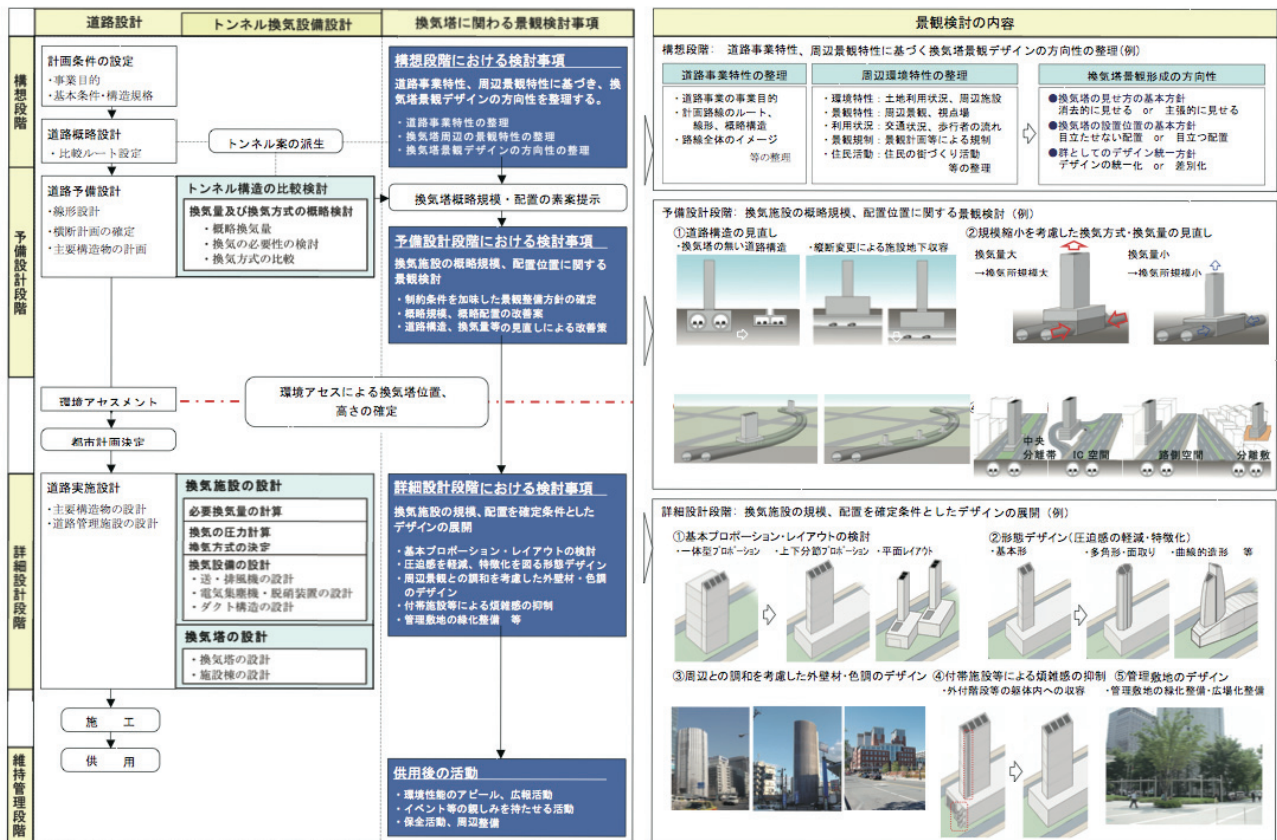 道路設計
トンネル換気設備設計
換気塔に関わる景観検討事項
構想段階
計画条件の設定
・事業目的
・基本条件・構造規格
道路概略設計
・比較ルート設定
トンネル案の派生
構想段階における検討事項
道路事業特性、周辺景観特性に基づき、換
気塔景観デザインの方向性を整理する。
・道路事業特性の整理
・換気塔周辺の景観特性の整理
・換気塔景観デザインの方向性の整理
予備設計段階
道路予備設計
・線形設計
・横断計画の確定
・主要構造物の計画
トンネル構造の比較検討
換気量及び換気方式の概略検討
・概略換気量
・換気の必要性の検討
・換気方式の比較
換気塔概略規模・配置の素案提示
予備設計段階における検討事項
換気施設の概略規模、配置位置に関する
景観検討
・制約条件を加味した景観整備方針の確定
・概略規模、概略配置の改善案
・道路構造、換気量等の見直しによる改善策
環境アセスメント
環境アセスによる換気塔位置、
高さの確定
都市計画決定
詳細設計段階
道路実施設計
・主要構造物の設計
・道路管理施設の設計
換気施設の設計
必要換気量の計算
換気の圧力計算
換気方式の決定
換気設備の設計
・送・排風機の設計
・電気集塵機・脱硝装置の設計
・ダクト構造の設計
換気塔の設計
・換気塔の設計
・施設棟の設計
詳細設計段階における検討事項
換気施設の規模、配置を確定条件とした
デザインの展開
・基本プロポーション・レイアウトの検討
・圧迫感を軽減、特徴化を図る形態デザイン
・周辺景観との調和を考慮した外壁材・色調
のデザイン
・付帯施設等による煩雑感の抑制
・管理敷地の緑化整備　等
施　工
供　用
維持管理段階
供用後の活動
・環境性能のアピール、広報活動
・イベント等の親しみを持たせる活動
・保全活動、周辺整備
景観検討の内容
構想段階： 道路事業特性、周辺景観特性に基づく換気塔景観デザインの方向性の整理(例)
道路事業特性の整理
・道路事業の事業目的
・計画路線のルート、
線形、概略構造
・路線全体のイメージ
等の整理
周辺環境特性の整理
・環境特性：土地利用状況、周辺施設
・景観特性：周辺景観、視点場
・利用状況：交通状況、歩行者の流れ
・景観規制：景観計画等による規制
・住民活動：住民の街づくり活動
等の整理
換気塔景観形成の方向性
●換気塔の見せ方の基本方針
消去的に見せる or 主張的に見せる
●換気塔の設置位置の基本方針
目立たせない配置 or 目立つ配置
●群としてのデザイン統一方針
デザインの統一化 or 差別化
予備設計段階：換気施設の概略規模、配置位置に関する景観検討（例）
①道路構造の見直し
・換気塔の無い道路構造
・縦断変更による施設地下収容
②規模縮小を考慮した換気方式・換気量の見直し
換気量大
→換気所規模大
換気量小
→換気所規模小
中央
分離帯
IC 空間
路側空間
分離敷
詳細設計段階：換気施設の規模、配置を確定条件としたデザインの展開（例）
①基本プロポーション・レイアウトの検討
・一体型プロポーション
・上下分節プロポーション
・平面レイアウト
②形態デザイン（圧迫感の軽減・特徴化）
・基本形
・多角形・面取り
・曲線的造形　等
③周辺との調和を考慮した外壁材・色調のデザイン
④付帯施設等による煩雑感の抑制
・外付階段等の躯体内への収容
⑤管理敷地のデザイン
・管理敷地の緑化整備・広場化整備